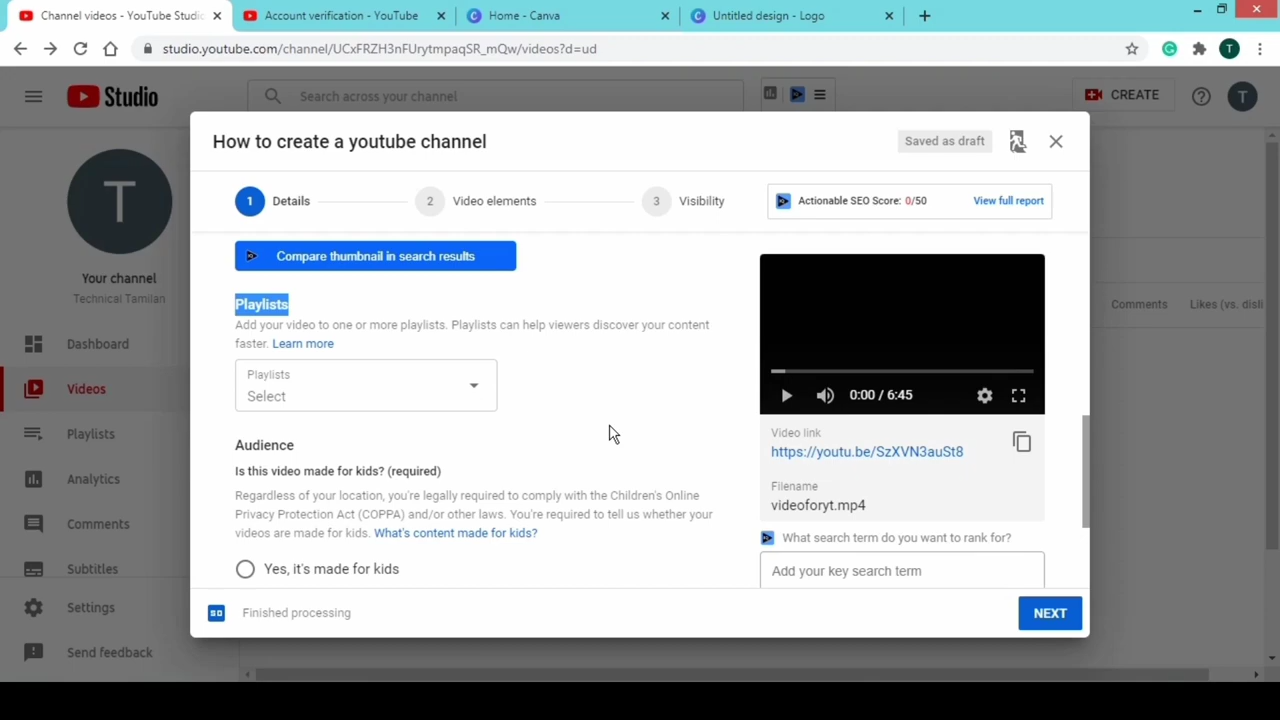 Channel videos - YouTube Studio
Account verification - YouTube
Home - Canva
Untitled design - Logo
studio.youtube.com/channel/UCxFRZH3nFUrytmpaqSR_mQw/videos?d=ud
T
Studio
Search across your channel
CREATE
T
T
Your channel
Technical Tamilan
Dashboard
Videos
Playlists
Analytics
Comments
Subtitles
Settings
Send feedback
Comments
Likes (vs. disli
How to create a youtube channel
Saved as draft
1 Details
2 Video elements
3 Visibility
Actionable SEO Score: 0/50
View full report
Compare thumbnail in search results
Playlists
Add your video to one or more playlists. Playlists can help viewers discover your content
faster. Learn more
Playlists
Select
Audience
Is this video made for kids? (required)
Regardless of your location, you're legally required to comply with the Children's Online
Privacy Protection Act (COPPA) and/or other laws. You're required to tell us whether your
videos are made for kids. What's content made for kids?
Yes, it's made for kids
0:00 / 6:45
Video link
https://youtu.be/SzXVN3auSt8
Filename
videoforyt.mp4
What search term do you want to rank for?
Add your key search term
SD
Finished processing
NEXT